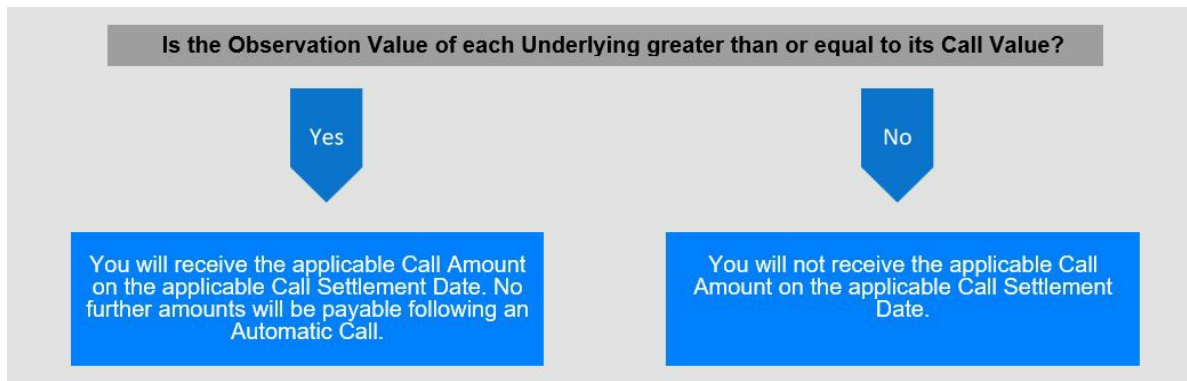 Is the Observation Value of each Underlying greater than or equal to its Call Value?
Yes
No
You will receive the applicable Call Amount
on the applicable Call Settlement Date. No
further amounts will be payable following an
Automatic Call.
You will not receive the applicable Call
Amount on the applicable Call Settlement
Date.